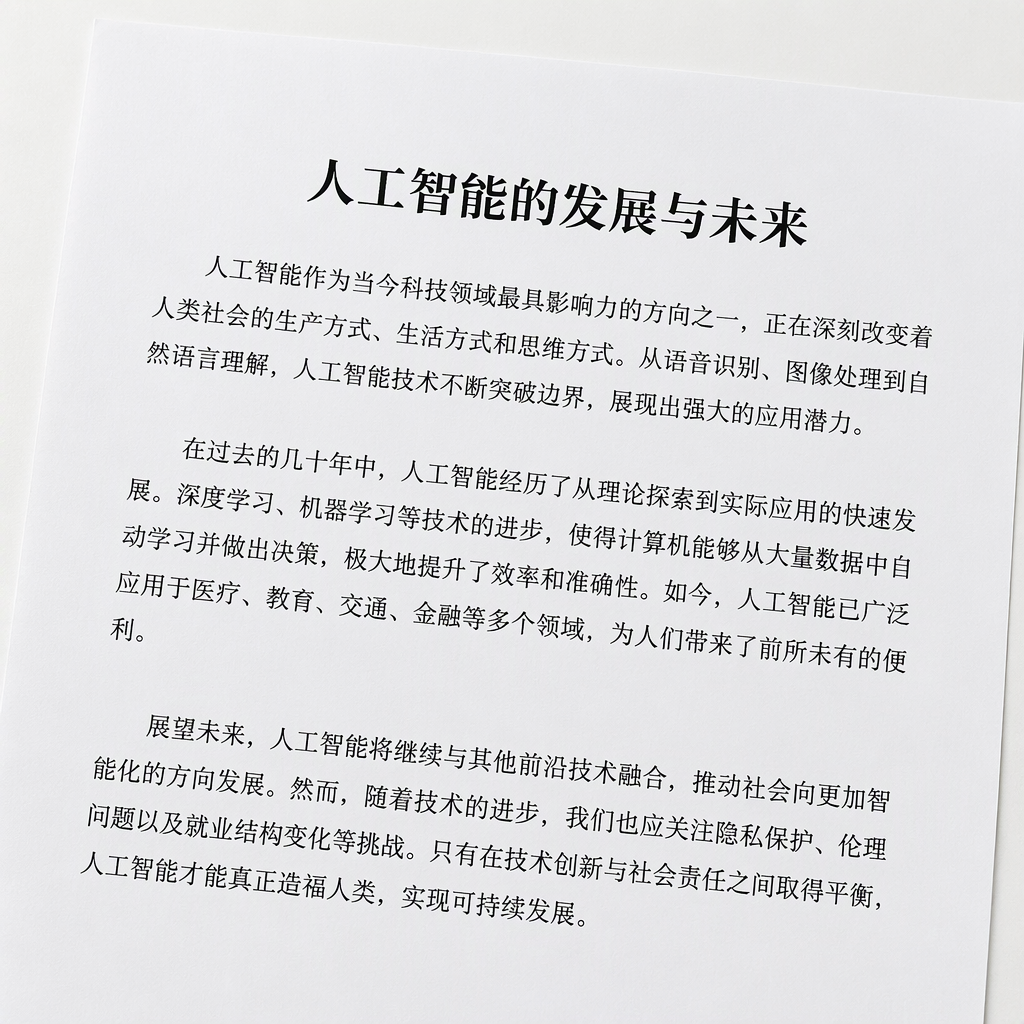 人工智能的发展与未来
人工智能作为当今科技领域最具影响力的方向之一，正在深刻改变着
人类社会的生产方式、生活方式和思维方式。从语音识别、图像处理到自
然语言理解，人工智能技术不断突破边界，展现出强大的应用潜力。
在过去的几十年中，人工智能经历了从理论探索到实际应用的快速发
展。深度学习、机器学习等技术的进步，使得计算机能够从大量数据中自
动学习并做出决策，极大地提升了效率和准确性。如今，人工智能已广泛
应用于医疗、教育、交通、金融等多个领域，为人们带来了前所未有的便
利。
展望未来，人工智能将继续与其他前沿技术融合，推动社会向更加智
能化的方向发展。然而，随着技术的进步，我们也应关注隐私保护、伦理
问题以及就业结构变化等挑战。只有在技术创新与社会责任之间取得平衡，
人工智能才能真正造福人类，实现可持续发展。